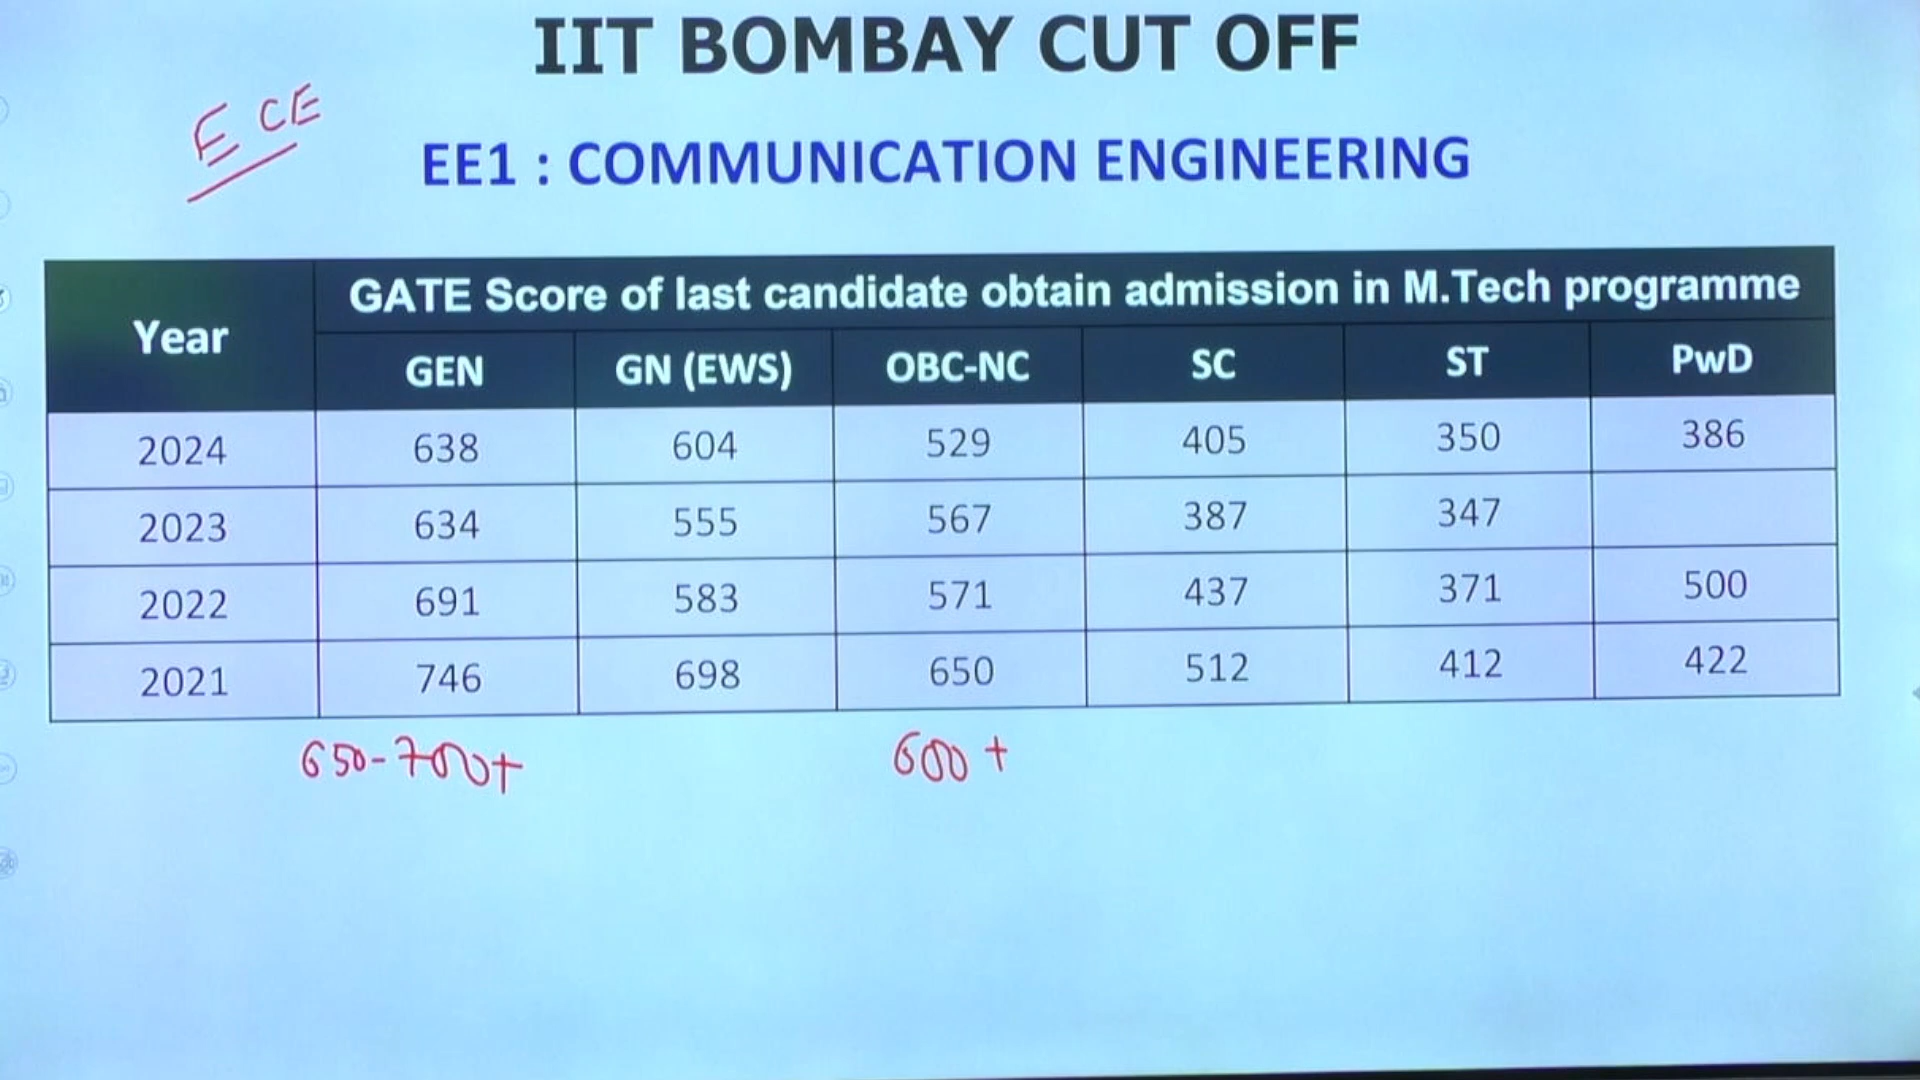 IIT BOMBAY CUT OFF
ECE
EE1 : COMMUNICATION ENGINEERING
Year GATE Score of last candidate obtain admission in M.Tech programme
GEN GN (EWS) OBC-NC SC ST PwD
2024 638 604 529 405 350 386
2023 634 555 567 387 347
2022 691 583 571 437 371 500
2021 746 698 650 512 412 422
650-700+ 600+